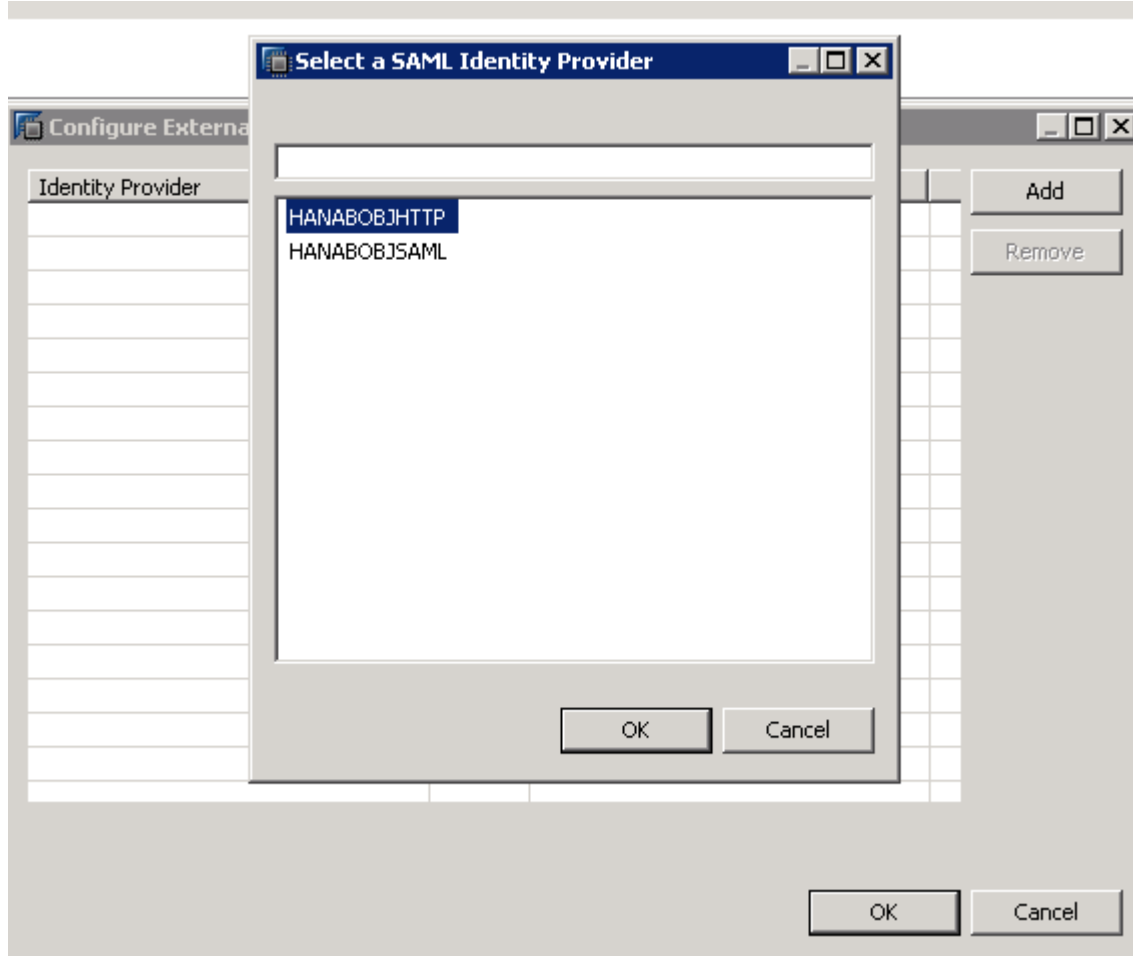 Select a SAML Identity Provider
Configure Externa
Identity Provider
Add
HANABOBJHTTP
HANABOBJSAML
Remove
OK
Cancel
OK
Cancel